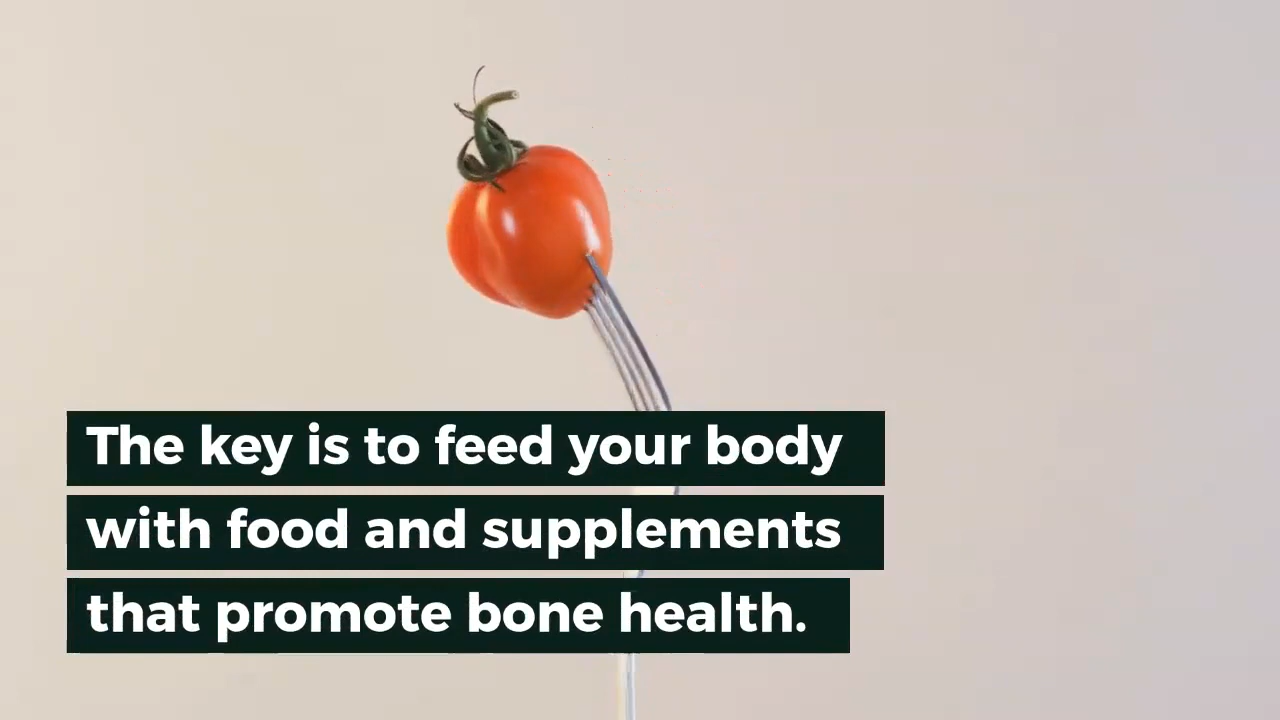 The key is to feed your body
with food and supplements
that promote bone health.